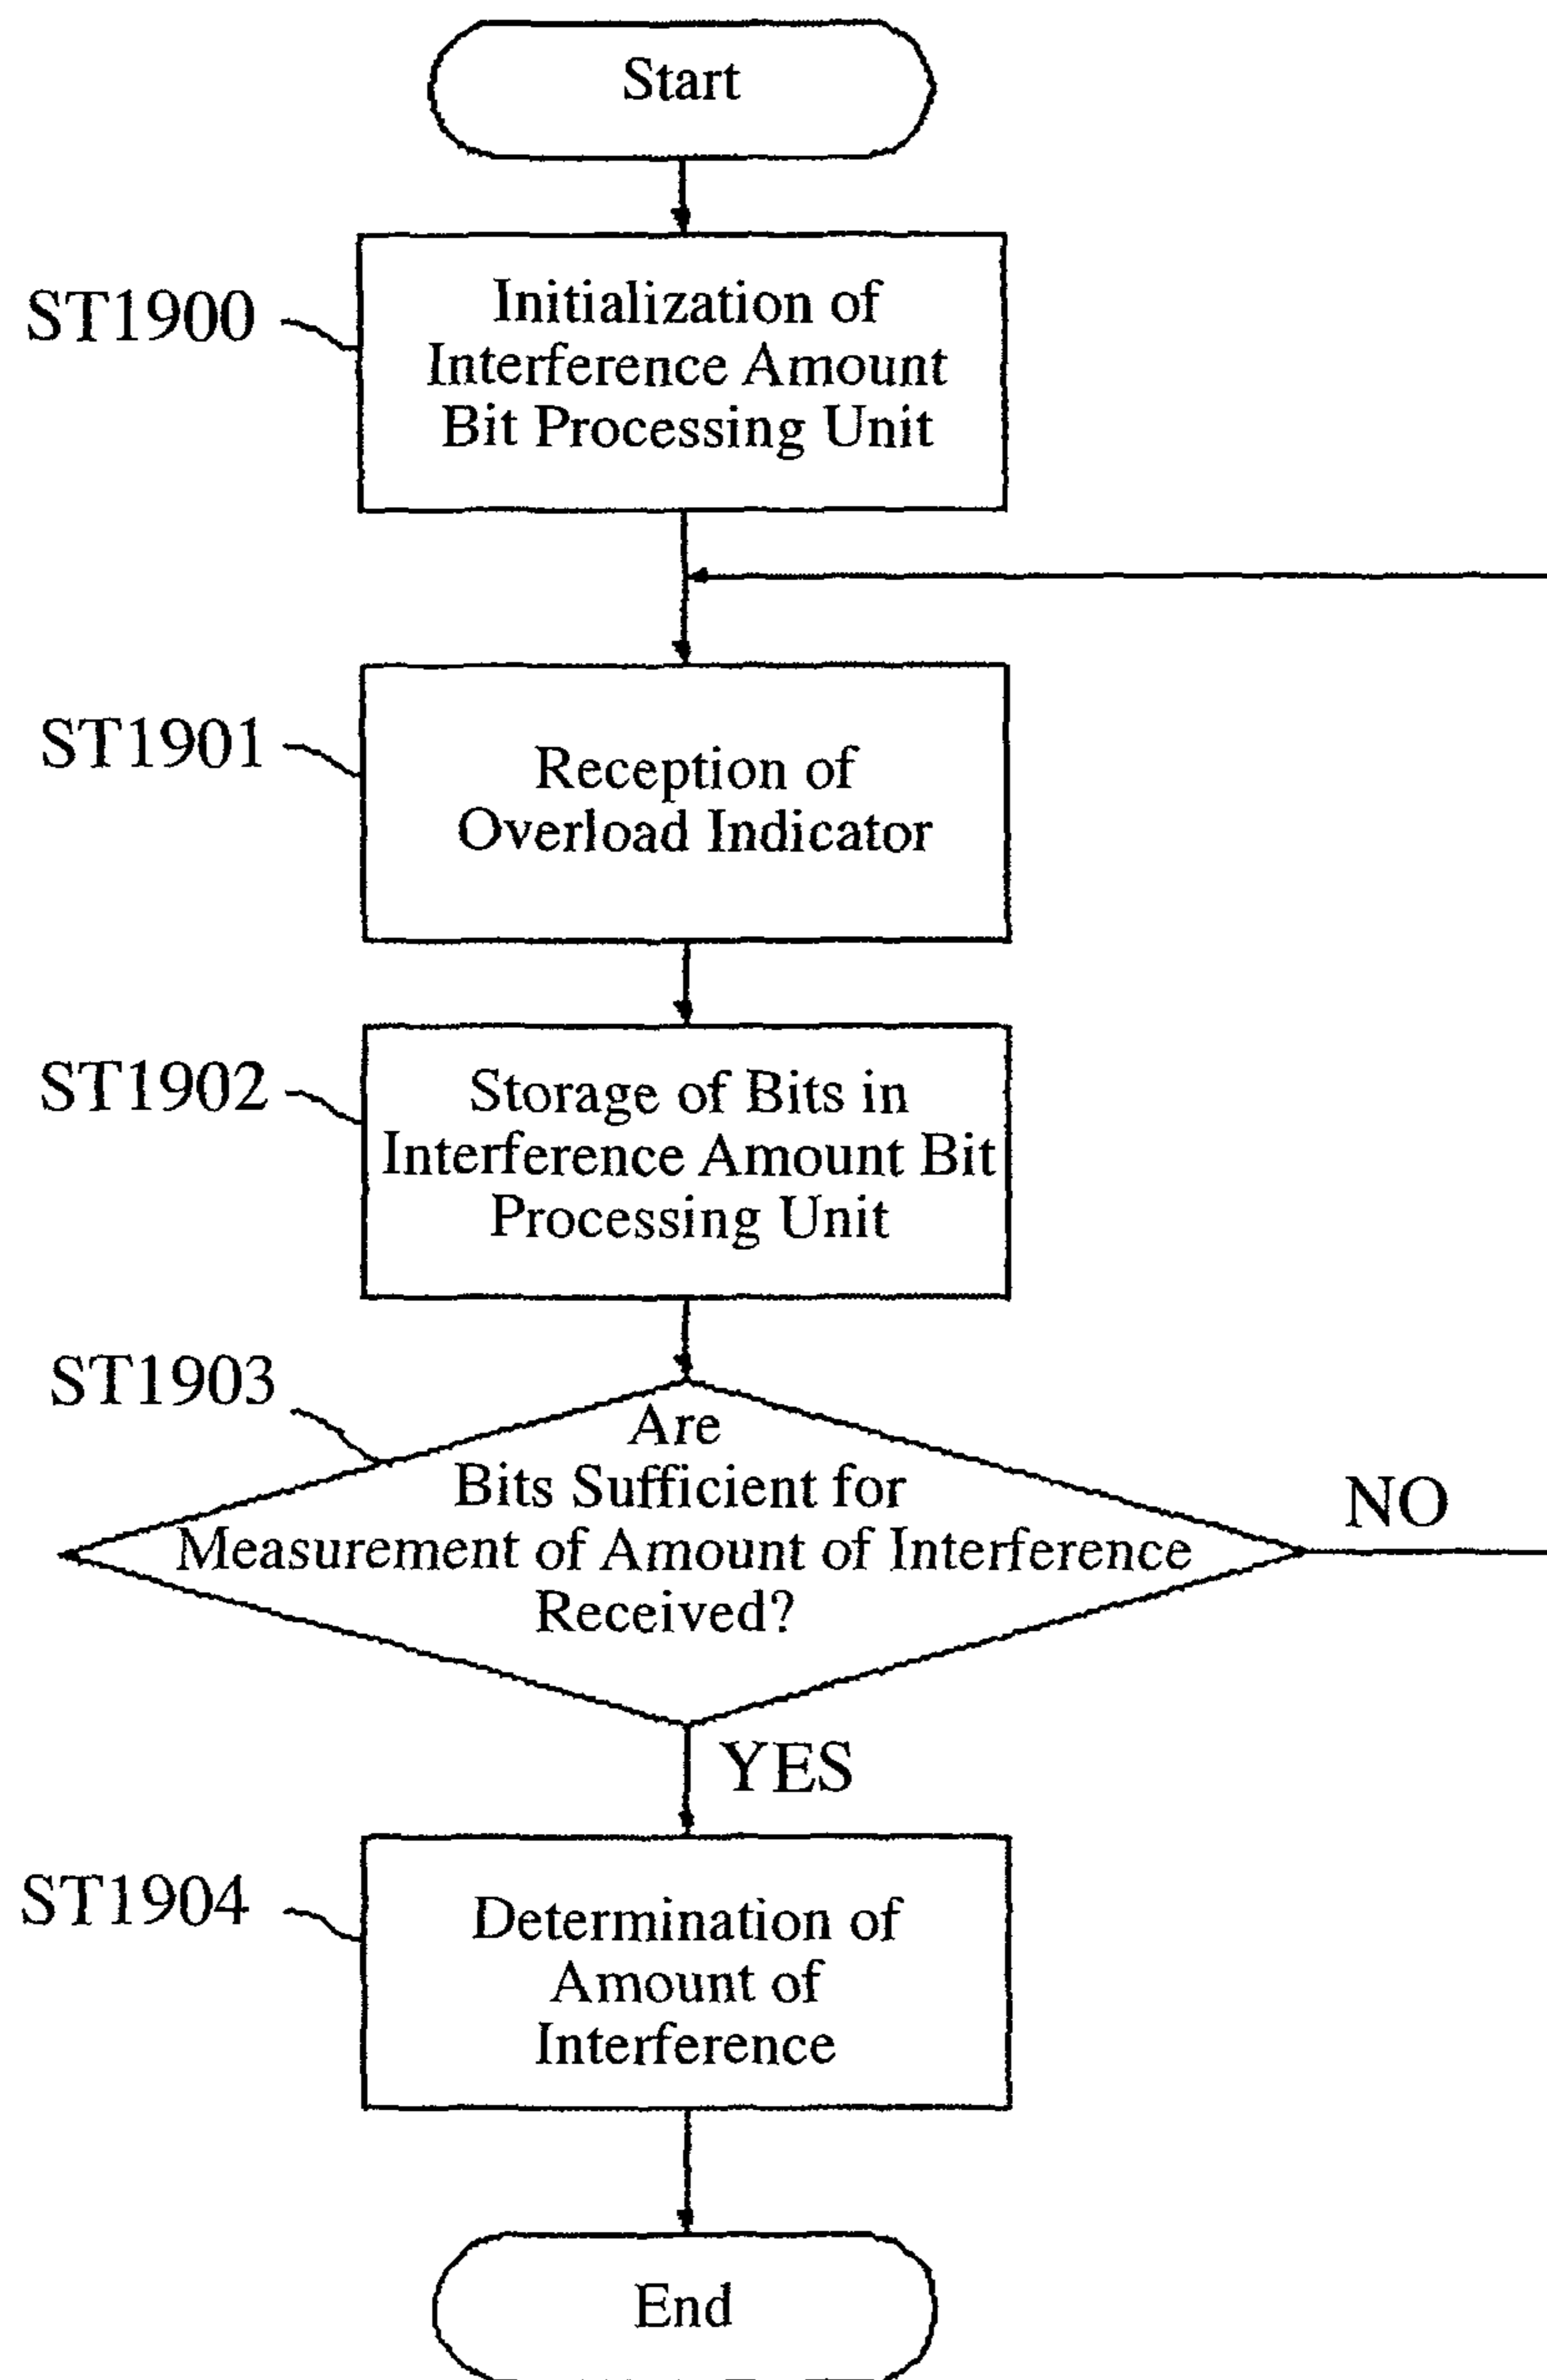 Start
ST1900
Initialization of
Interference Amount
Bit Processing Unit
ST1901
Reception of
Overload Indicator
ST1902
Storage of Bits in
Interference Amount Bit
Processing Unit
ST1903
Are
Bits Sufficient for
Measurement of Amount of Interference
Received?
NO
YES
ST1904
Determination of
Amount of
Interference
End